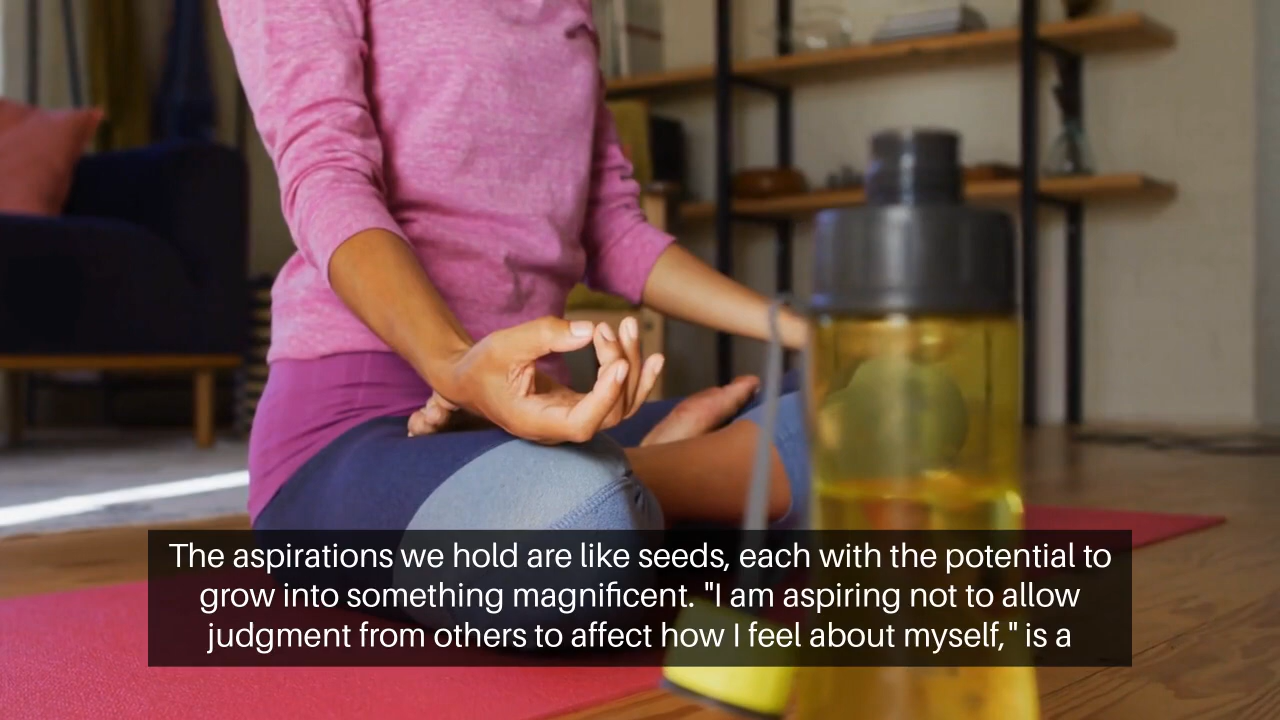 The aspirations we hold are like seeds, each with the potential to
grow into something magnificent. "I am aspiring not to allow
judgment from others to affect how I feel about myself," is a